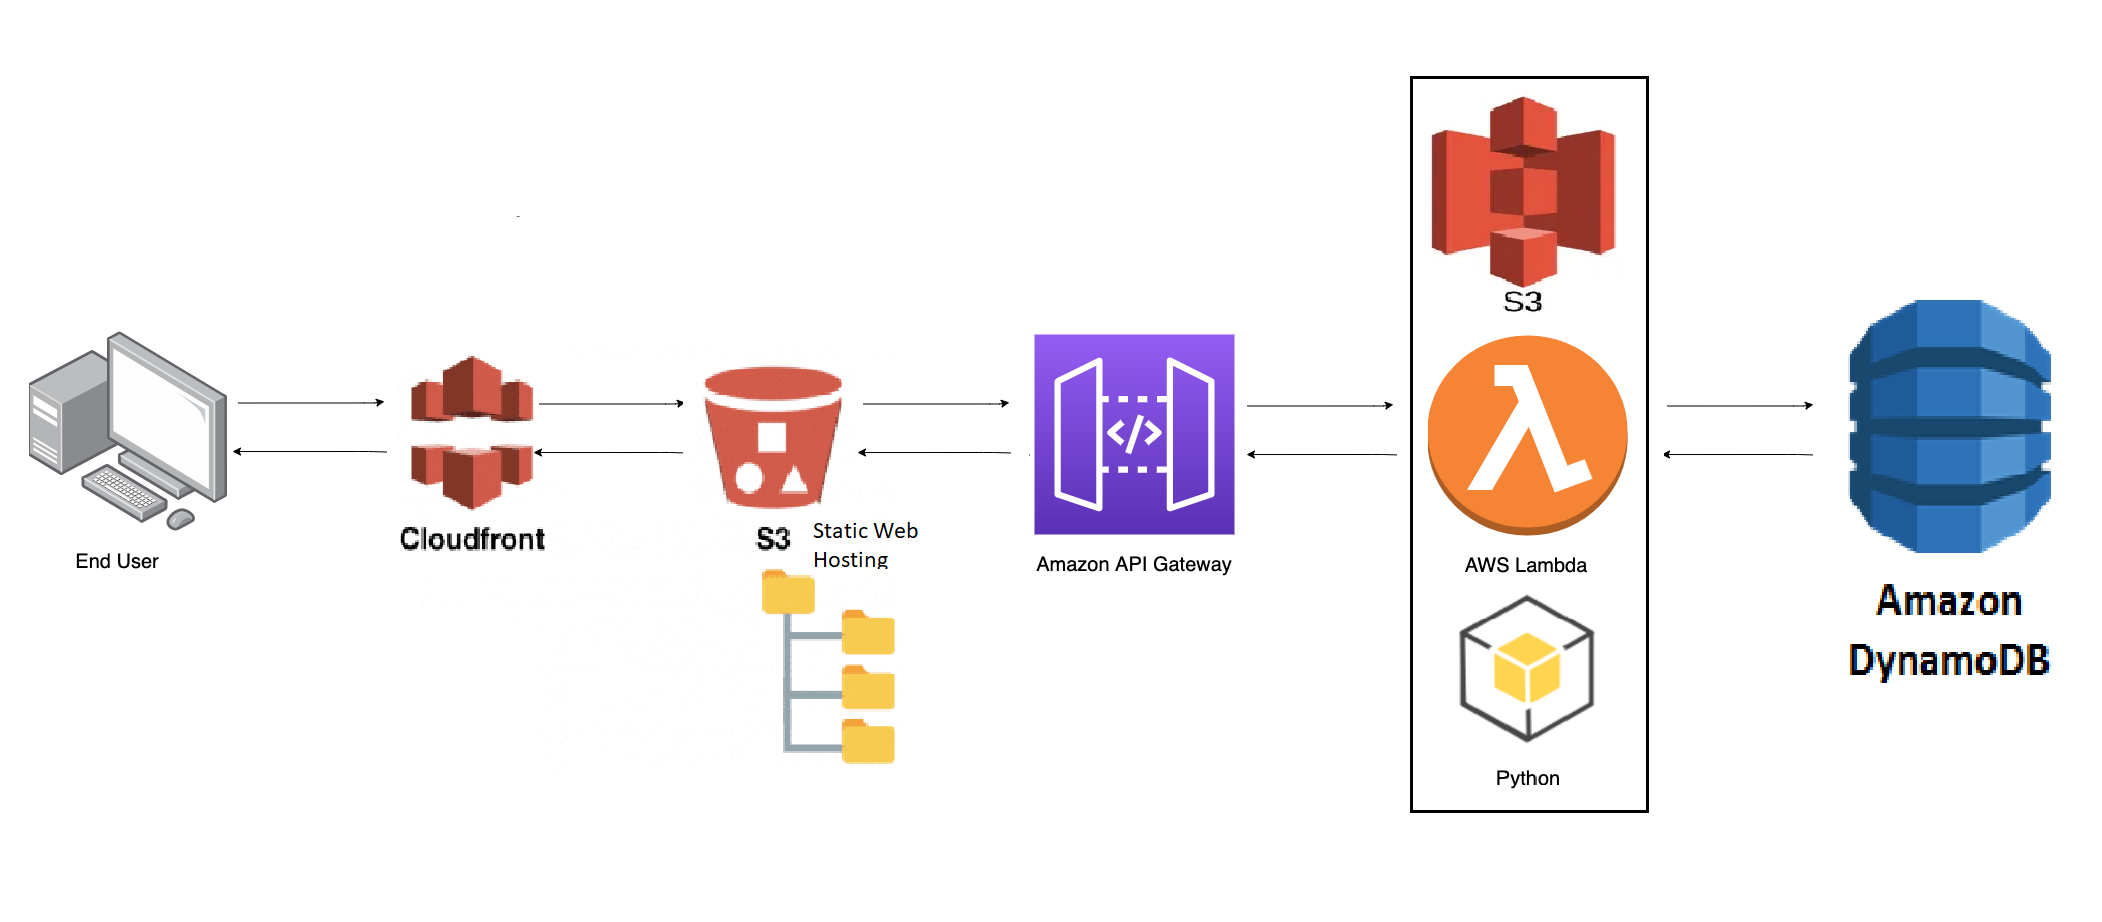 End User
Cloudfront
S3
Static Web
Hosting
</>
Amazon API Gateway
S3
AWS Lambda
Python
Amazon
DynamoDB